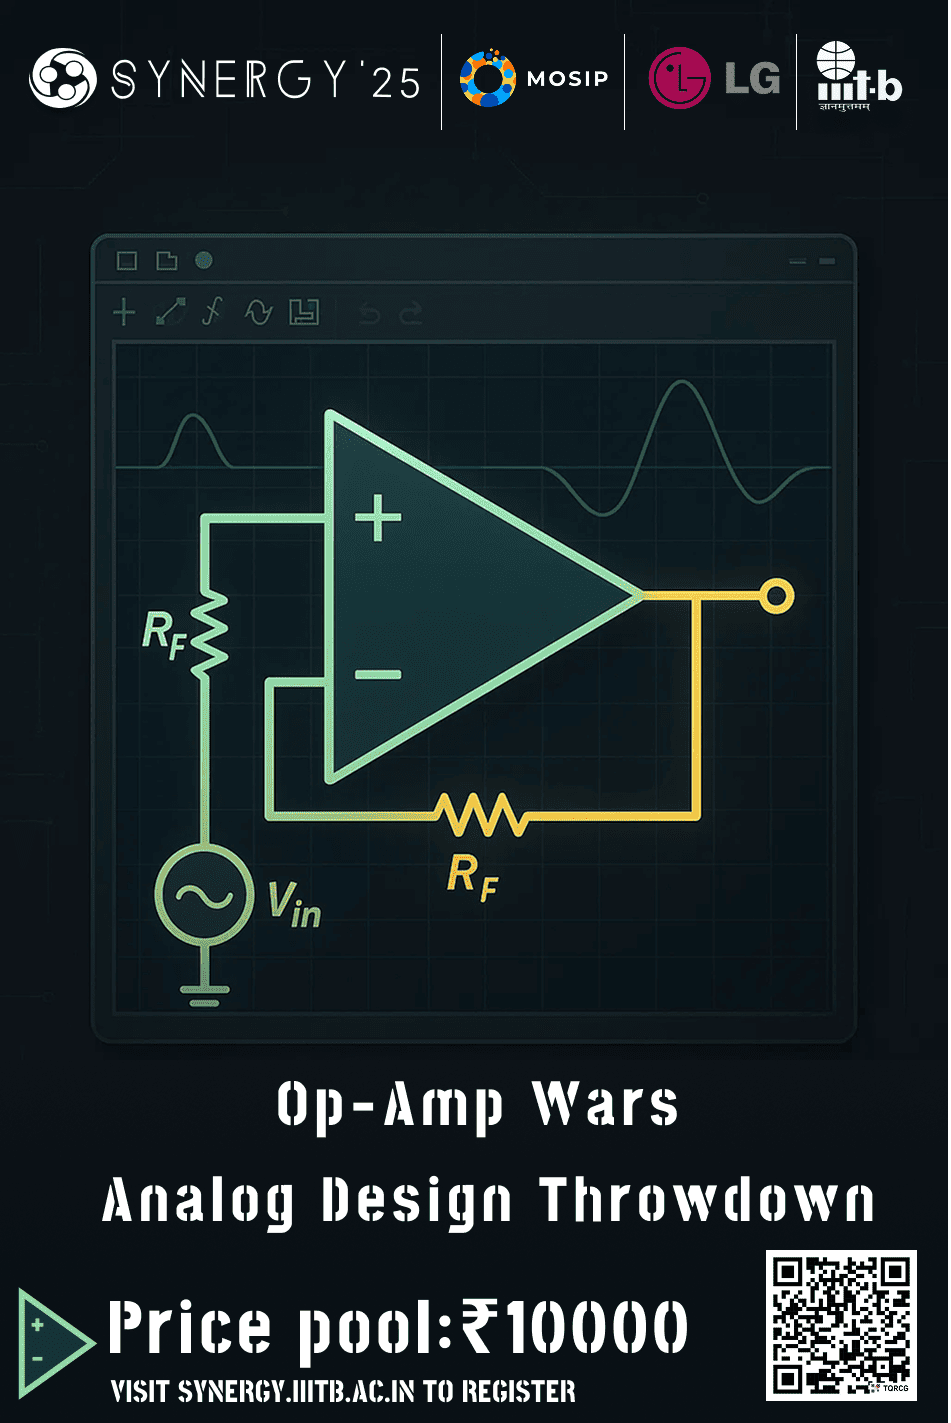 SYNERGY'25
MOSIP
LG
iiit-b
ज्ञानमुत्तमम्
+
R_F
−
R_F
V_in
Op-Amp Wars
Analog Design Throwdown
+
−
Price pool:₹10000
VISIT SYNERGY.IIITB.AC.IN TO REGISTER
TQRCG